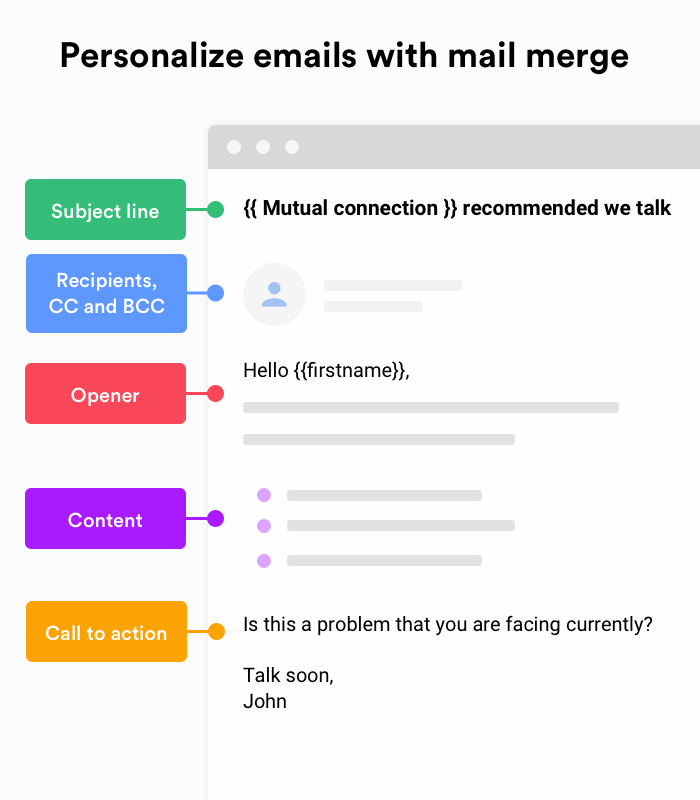 Personalize emails with mail merge
Subject line
{{ Mutual connection }} recommended we talk
Recipients,
CC and BCC
Opener
Hello {{firstname}},
Content
Call to action
Is this a problem that you are facing currently?
Talk soon,
John